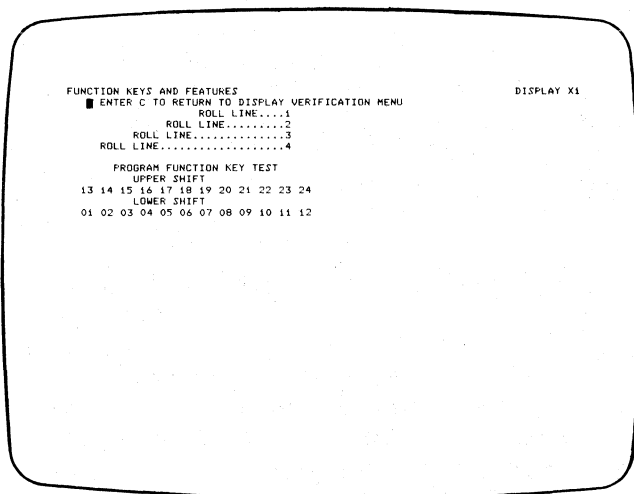 FUNCTION KEYS AND FEATURES DISPLAY X1
ENTER C TO RETURN TO DISPLAY VERIFICATION MENU
ROLL LINE....1
ROLL LINE.........2
ROLL LINE..............3
ROLL LINE...................4
PROGRAM FUNCTION KEY TEST
UPPER SHIFT
13 14 15 16 17 18 19 20 21 22 23 24
LOWER SHIFT
01 02 03 04 05 06 07 08 09 10 11 12